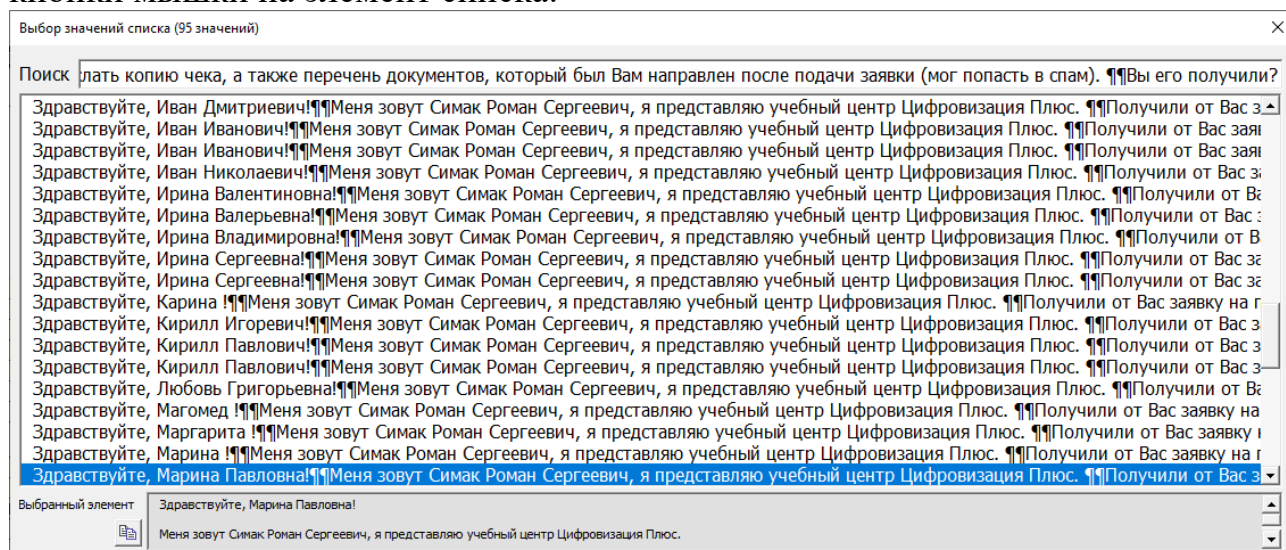 кнопки мышки на элемент списка.
Выбор значений списка (95 значений)
Поиск лать копию чека, а также перечень документов, который был Вам направлен после подачи заявки (мог попасть в спам). ¶¶Вы его получили?
Здравствуйте, Иван Дмитриевич!¶¶Меня зовут Симак Роман Сергеевич, я представляю учебный центр Цифровизация Плюс. ¶¶Получили от Вас з
Здравствуйте, Иван Иванович!¶¶Меня зовут Симак Роман Сергеевич, я представляю учебный центр Цифровизация Плюс. ¶¶Получили от Вас зая
Здравствуйте, Иван Иванович!¶¶Меня зовут Симак Роман Сергеевич, я представляю учебный центр Цифровизация Плюс. ¶¶Получили от Вас зая
Здравствуйте, Иван Николаевич!¶¶Меня зовут Симак Роман Сергеевич, я представляю учебный центр Цифровизация Плюс. ¶¶Получили от Вас за
Здравствуйте, Ирина Валентиновна!¶¶Меня зовут Симак Роман Сергеевич, я представляю учебный центр Цифровизация Плюс. ¶¶Получили от Ва
Здравствуйте, Ирина Валерьевна!¶¶Меня зовут Симак Роман Сергеевич, я представляю учебный центр Цифровизация Плюс. ¶¶Получили от Вас
Здравствуйте, Ирина Владимировна!¶¶Меня зовут Симак Роман Сергеевич, я представляю учебный центр Цифровизация Плюс. ¶¶Получили от В
Здравствуйте, Ирина Сергеевна!¶¶Меня зовут Симак Роман Сергеевич, я представляю учебный центр Цифровизация Плюс. ¶¶Получили от Вас за
Здравствуйте, Ирина Сергеевна!¶¶Меня зовут Симак Роман Сергеевич, я представляю учебный центр Цифровизация Плюс. ¶¶Получили от Вас за
Здравствуйте, Карина !¶¶Меня зовут Симак Роман Сергеевич, я представляю учебный центр Цифровизация Плюс. ¶¶Получили от Вас заявку на п
Здравствуйте, Кирилл Игоревич!¶¶Меня зовут Симак Роман Сергеевич, я представляю учебный центр Цифровизация Плюс. ¶¶Получили от Вас з
Здравствуйте, Кирилл Павлович!¶¶Меня зовут Симак Роман Сергеевич, я представляю учебный центр Цифровизация Плюс. ¶¶Получили от Вас з
Здравствуйте, Кирилл Павлович!¶¶Меня зовут Симак Роман Сергеевич, я представляю учебный центр Цифровизация Плюс. ¶¶Получили от Вас з
Здравствуйте, Любовь Григорьевна!¶¶Меня зовут Симак Роман Сергеевич, я представляю учебный центр Цифровизация Плюс. ¶¶Получили от Ва
Здравствуйте, Магомед !¶¶Меня зовут Симак Роман Сергеевич, я представляю учебный центр Цифровизация Плюс. ¶¶Получили от Вас заявку на
Здравствуйте, Маргарита !¶¶Меня зовут Симак Роман Сергеевич, я представляю учебный центр Цифровизация Плюс. ¶¶Получили от Вас заявку
Здравствуйте, Марина !¶¶Меня зовут Симак Роман Сергеевич, я представляю учебный центр Цифровизация Плюс. ¶¶Получили от Вас заявку на п
Здравствуйте, Марина Павловна!¶¶Меня зовут Симак Роман Сергеевич, я представляю учебный центр Цифровизация Плюс. ¶¶Получили от Вас з
Выбранный элемент Здравствуйте, Марина Павловна!
Меня зовут Симак Роман Сергеевич, я представляю учебный центр Цифровизация Плюс.